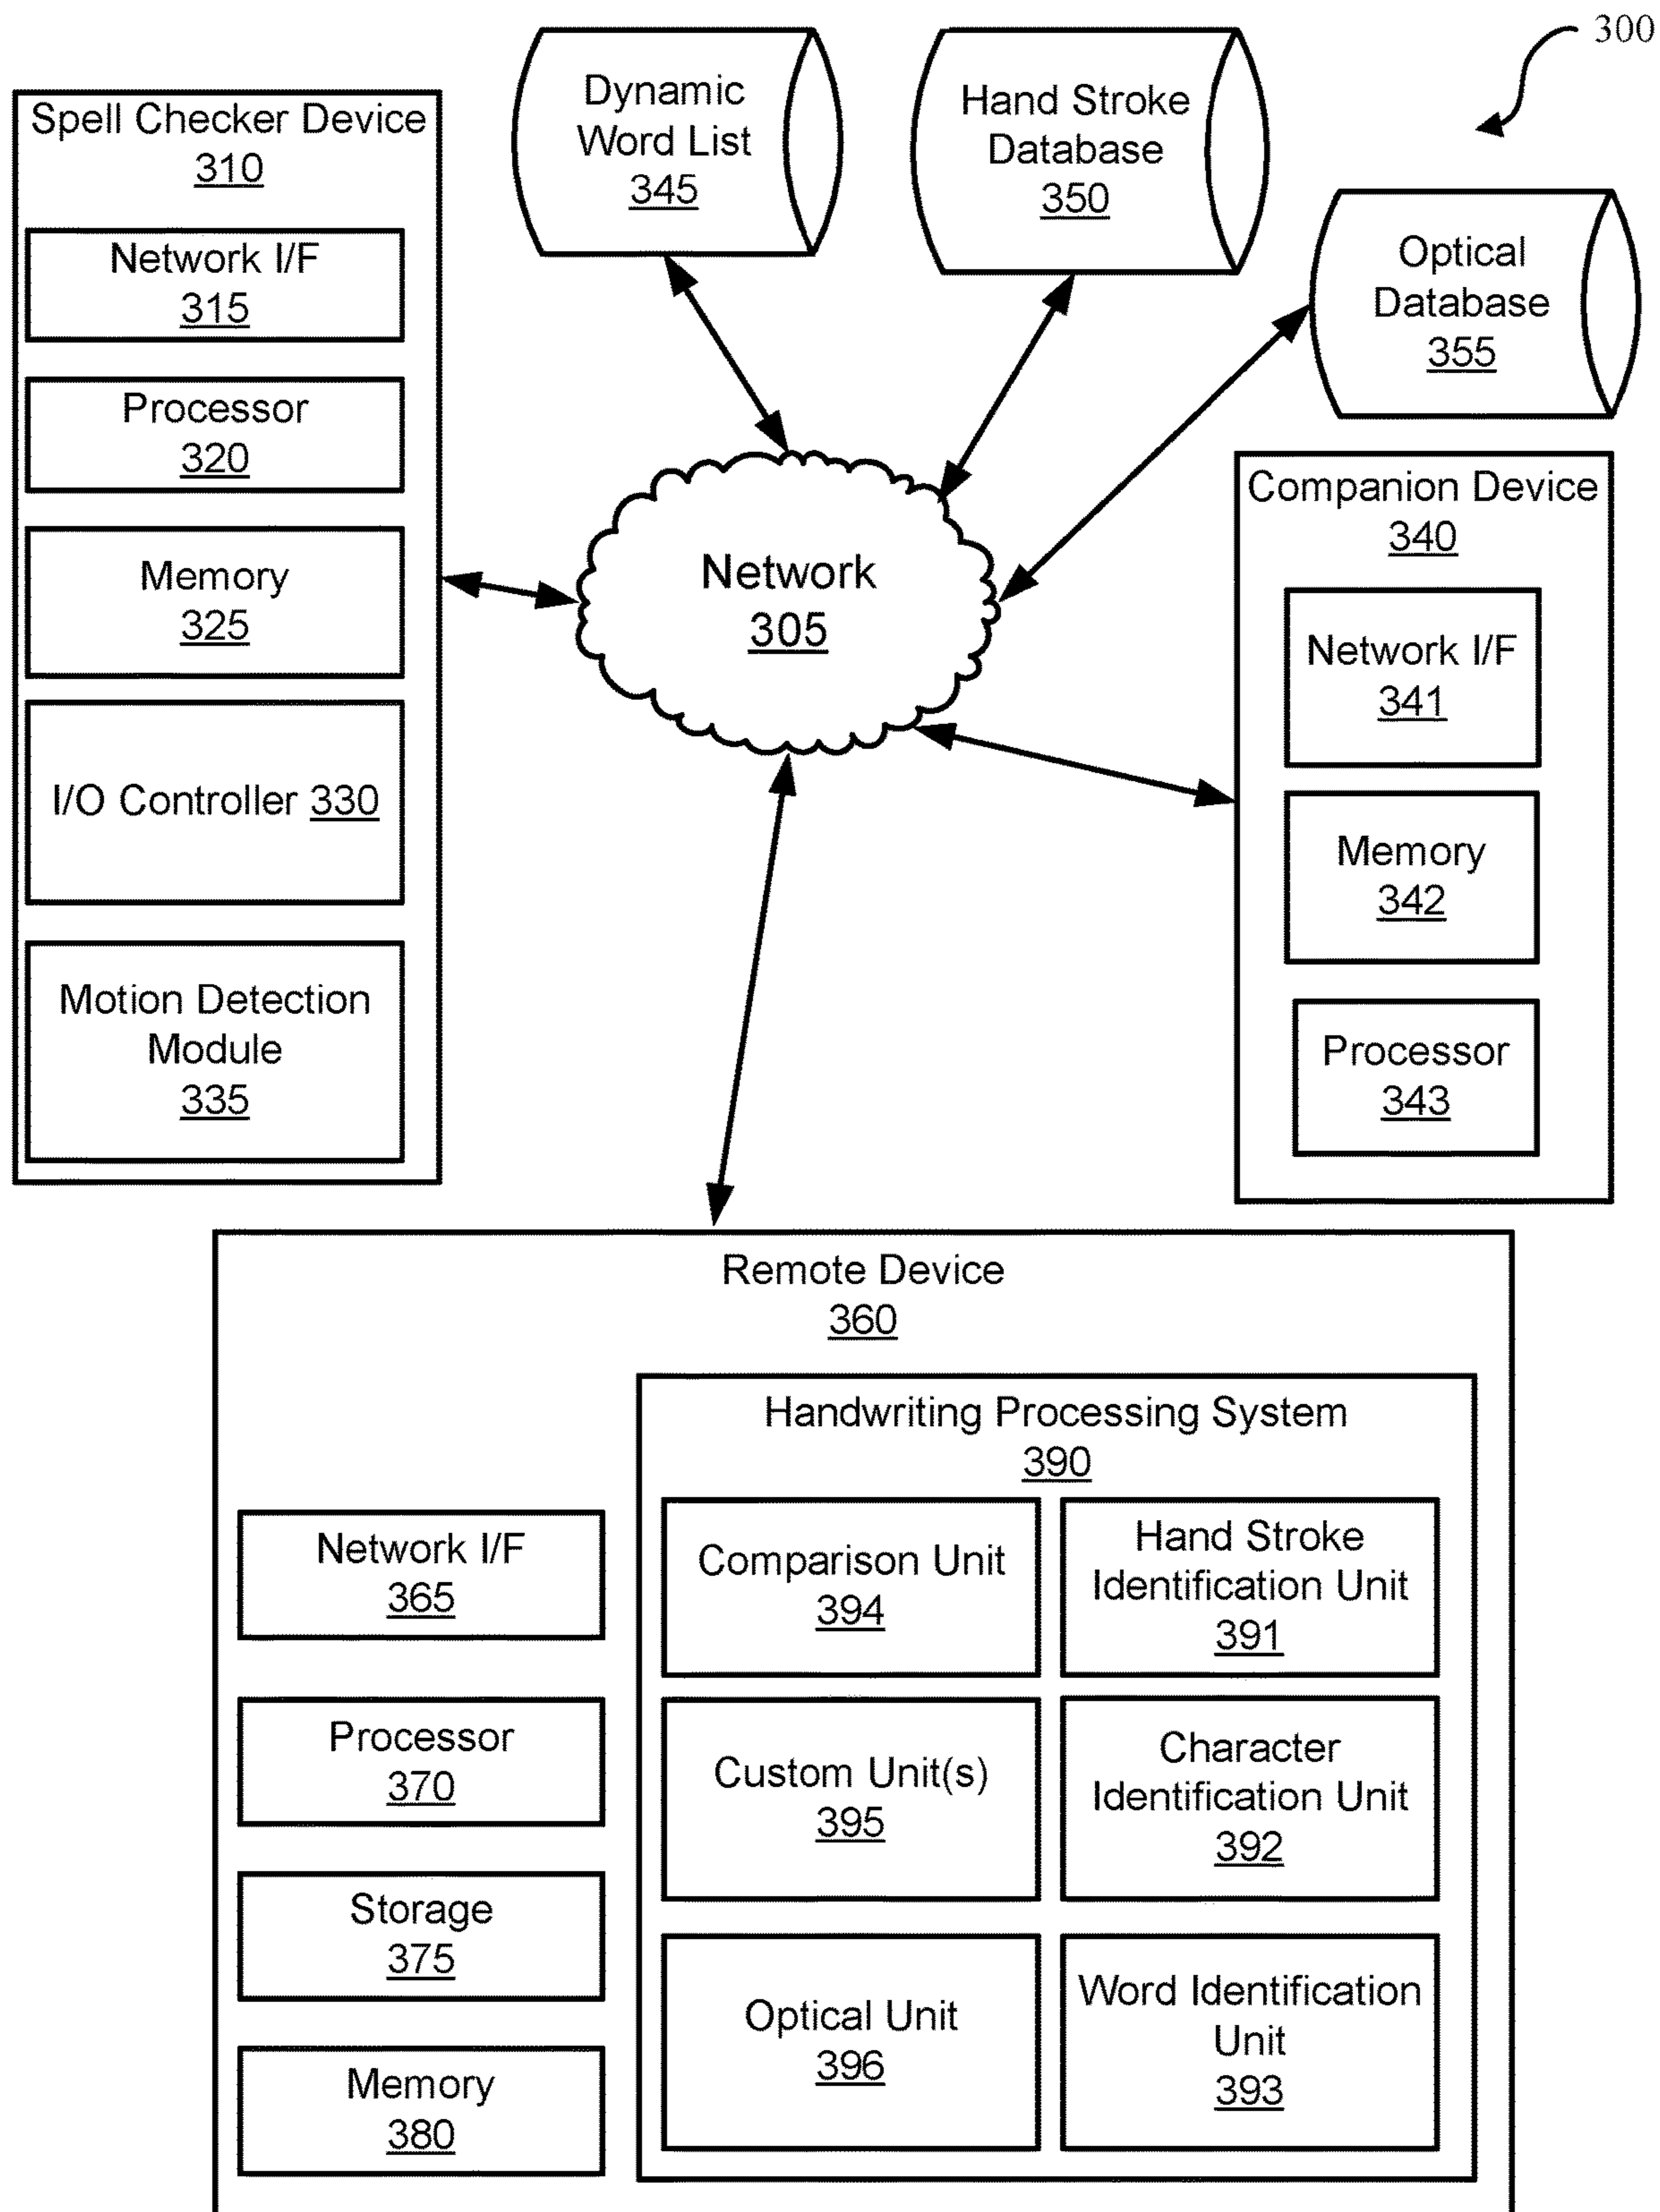 300
Spell Checker Device
310
Network I/F
315
Processor
320
Memory
325
I/O Controller 330
Motion Detection
Module
335
Dynamic
Word List
345
Hand Stroke
Database
350
Optical
Database
355
Network
305
Companion Device
340
Network I/F
341
Memory
342
Processor
343
Remote Device
360
Network I/F
365
Processor
370
Storage
375
Memory
380
Handwriting Processing System
390
Comparison Unit
394
Hand Stroke
Identification Unit
391
Custom Unit(s)
395
Character
Identification Unit
392
Optical Unit
396
Word Identification
Unit
393